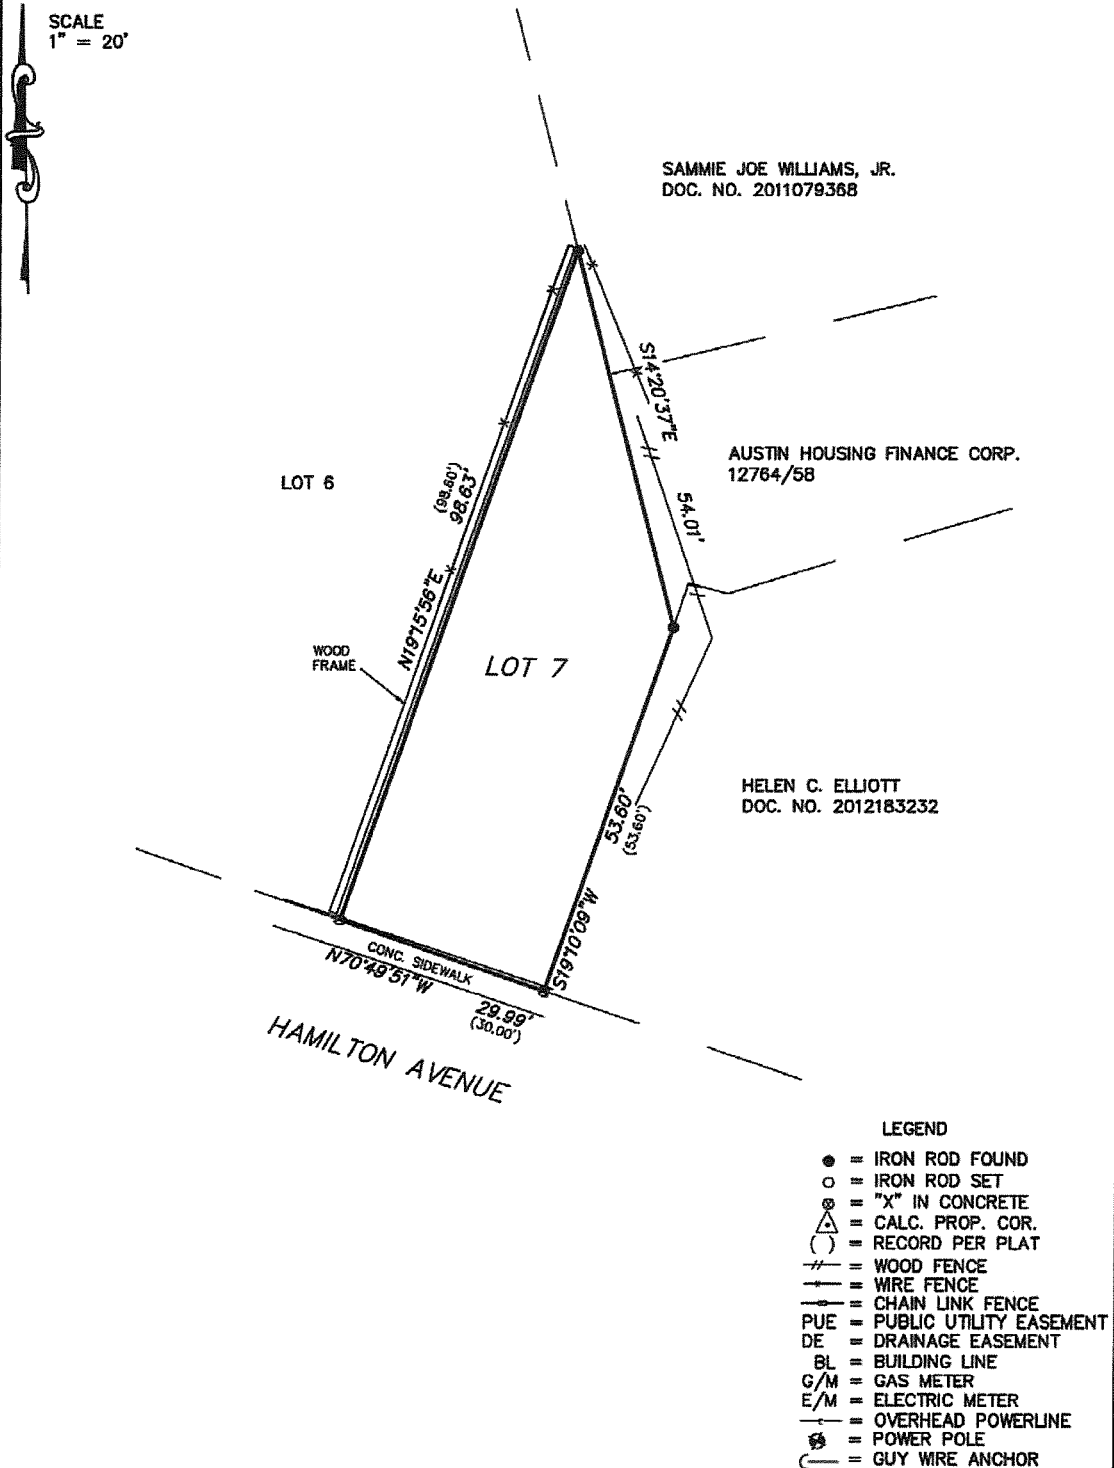 SCALE
1" = 20'
SAMMIE JOE WILLIAMS, JR.
DOC. NO. 2011079368
S14°20'37"E
54.01'
AUSTIN HOUSING FINANCE CORP.
12764/58
LOT 6
(98.60')
98.63'
N19°15'56"E
WOOD
FRAME
LOT 7
HELEN C. ELLIOTT
DOC. NO. 2012183232
53.60'
(53.60')
S19°10'09"W
CONC. SIDEWALK
N70°49'51"W
29.99'
(30.00')
HAMILTON AVENUE
LEGEND
= IRON ROD FOUND
= IRON ROD SET
= "X" IN CONCRETE
= CALC. PROP. COR.
( ) = RECORD PER PLAT
= WOOD FENCE
= WIRE FENCE
= CHAIN LINK FENCE
PUE = PUBLIC UTILITY EASEMENT
DE = DRAINAGE EASEMENT
BL = BUILDING LINE
G/M = GAS METER
E/M = ELECTRIC METER
= OVERHEAD POWERLINE
= POWER POLE
= GUY WIRE ANCHOR